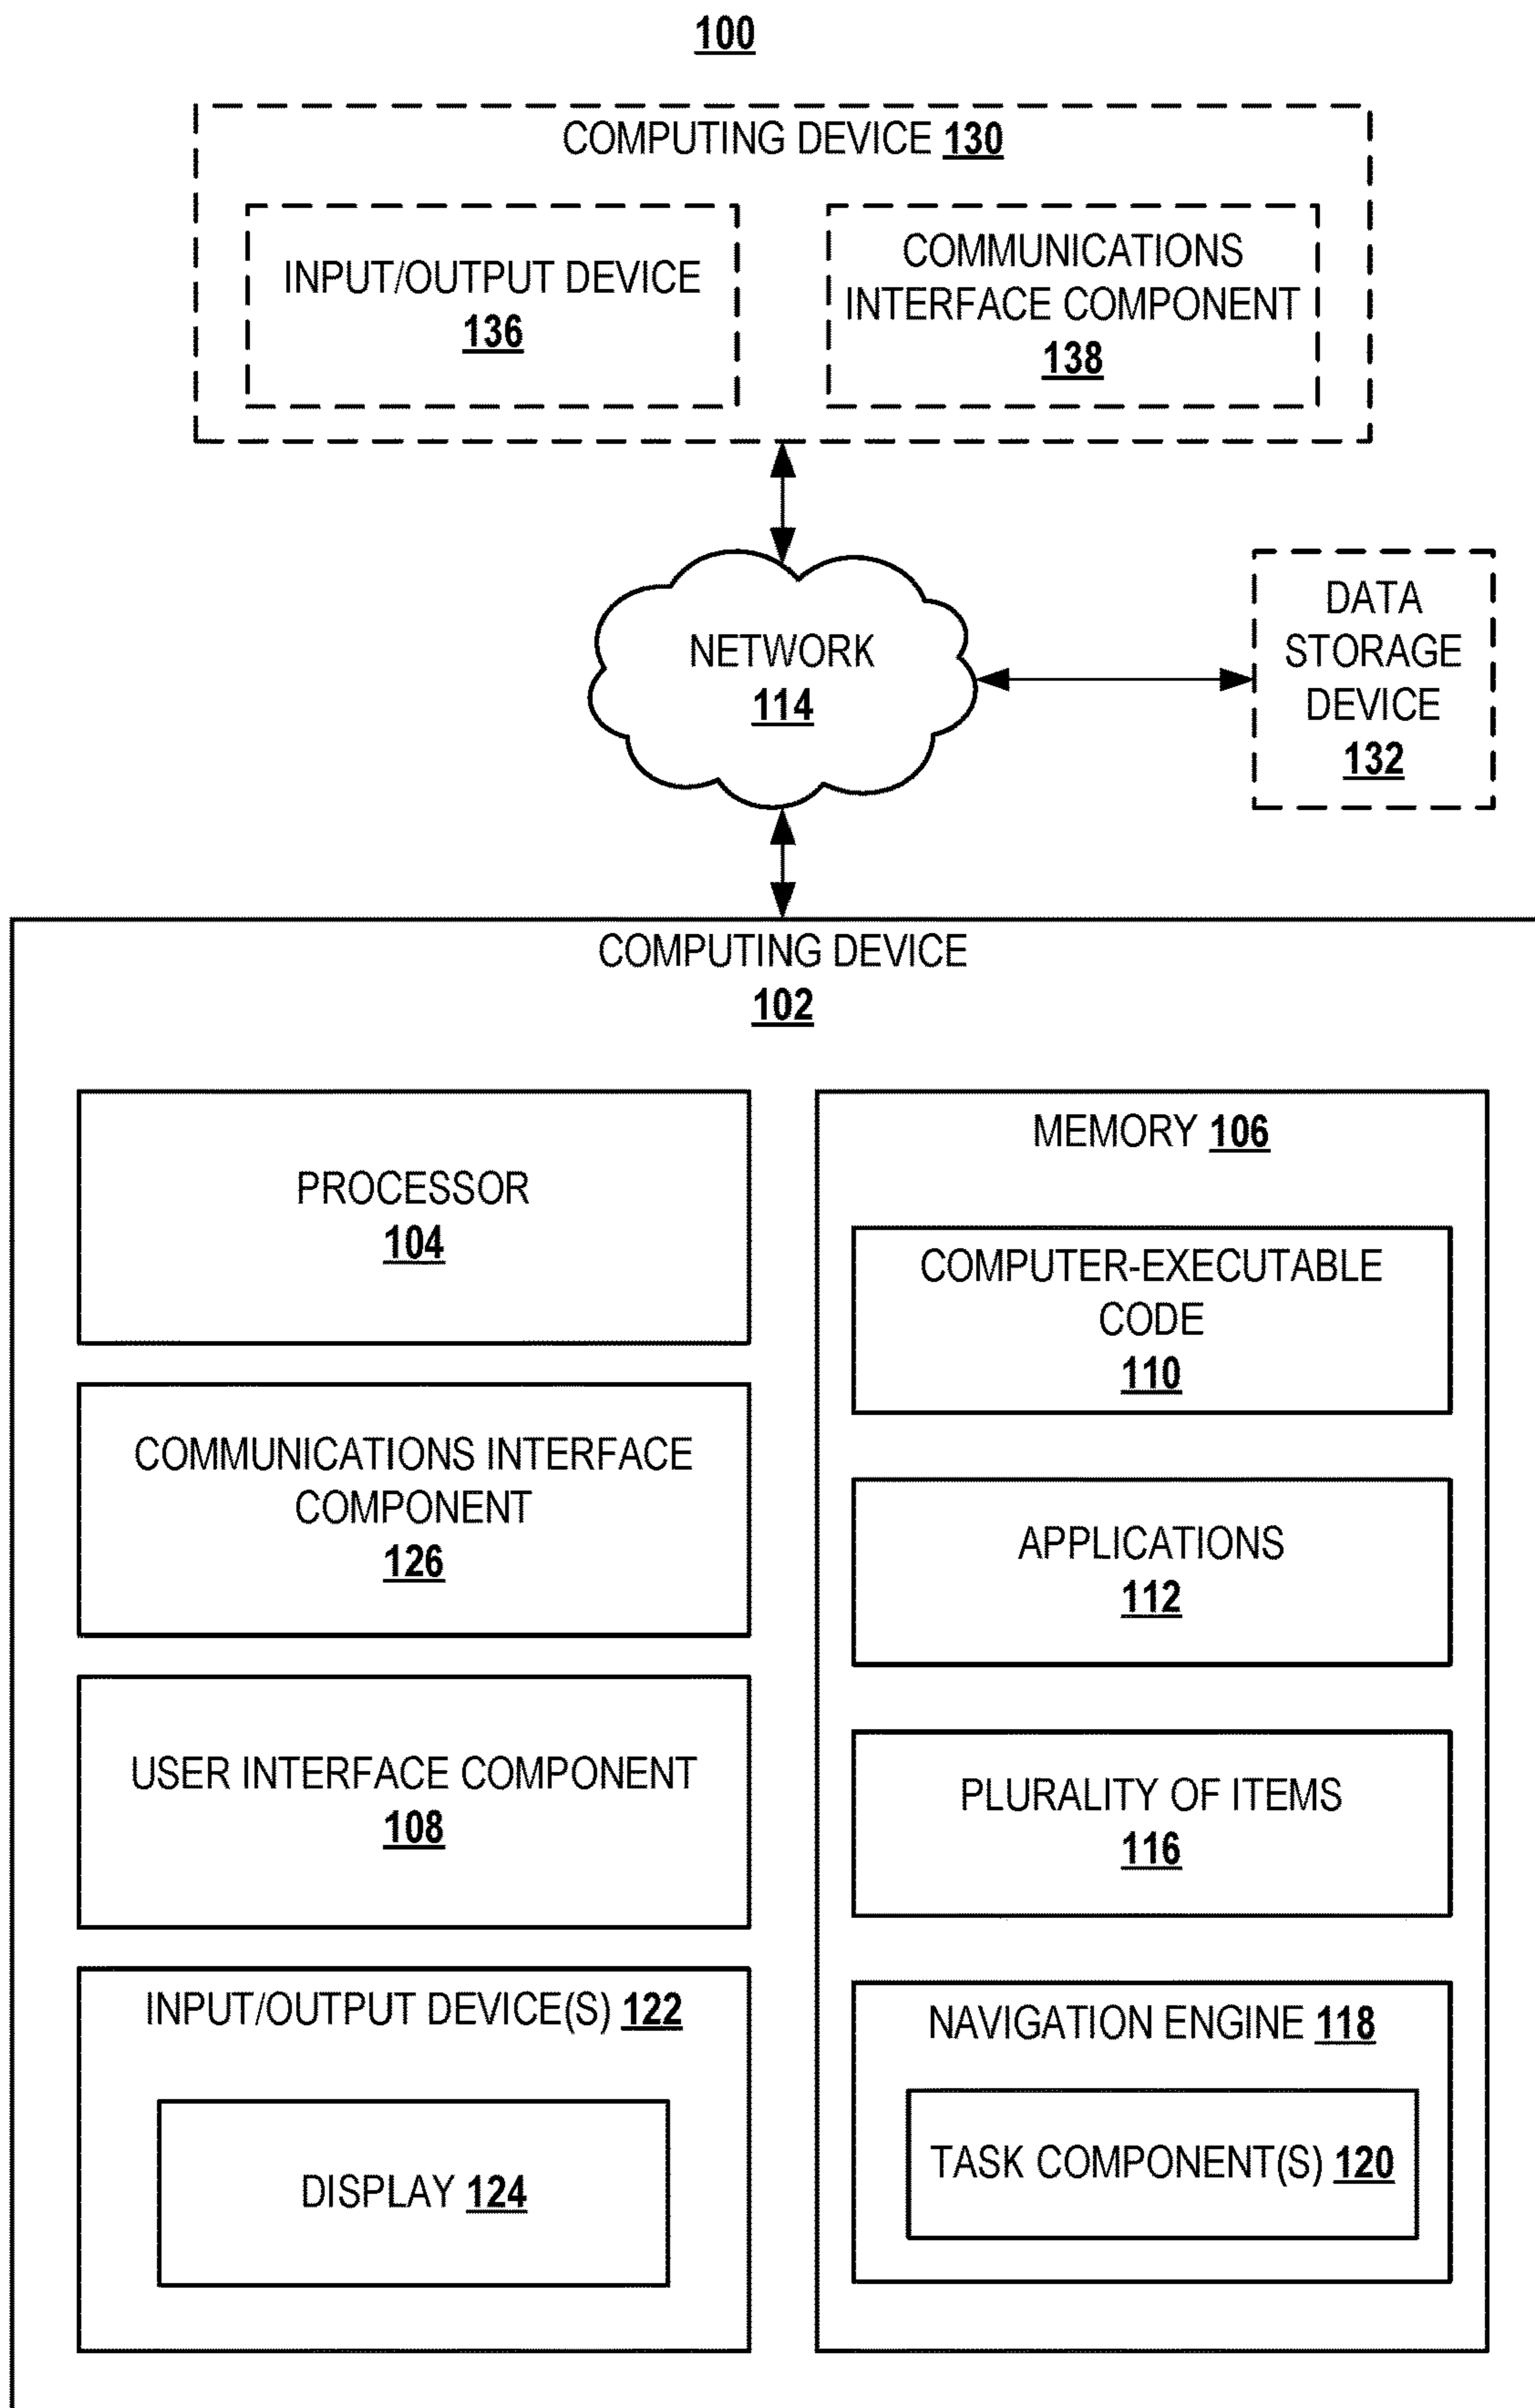 100
COMPUTING DEVICE 130
INPUT/OUTPUT DEVICE
136
COMMUNICATIONS
INTERFACE COMPONENT
138
NETWORK
114
DATA
STORAGE
DEVICE
132
COMPUTING DEVICE
102
PROCESSOR
104
COMMUNICATIONS INTERFACE
COMPONENT
126
USER INTERFACE COMPONENT
108
INPUT/OUTPUT DEVICE(S) 122
DISPLAY 124
MEMORY 106
COMPUTER-EXECUTABLE
CODE
110
APPLICATIONS
112
PLURALITY OF ITEMS
116
NAVIGATION ENGINE 118
TASK COMPONENT(S) 120